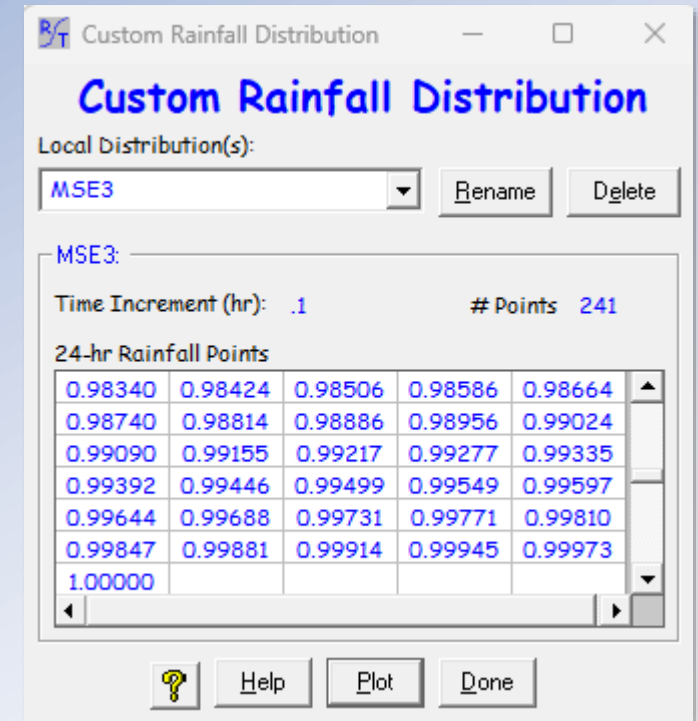 R/T Custom Rainfall Distribution
Custom Rainfall Distribution
Local Distribution(s):
MSE3 Rename Delete
MSE3:
Time Increment (hr): .1 # Points 241
24-hr Rainfall Points
0.98340 0.98424 0.98506 0.98586 0.98664
0.98740 0.98814 0.98886 0.98956 0.99024
0.99090 0.99155 0.99217 0.99277 0.99335
0.99392 0.99446 0.99499 0.99549 0.99597
0.99644 0.99688 0.99731 0.99771 0.99810
0.99847 0.99881 0.99914 0.99945 0.99973
1.00000
? Help Plot Done